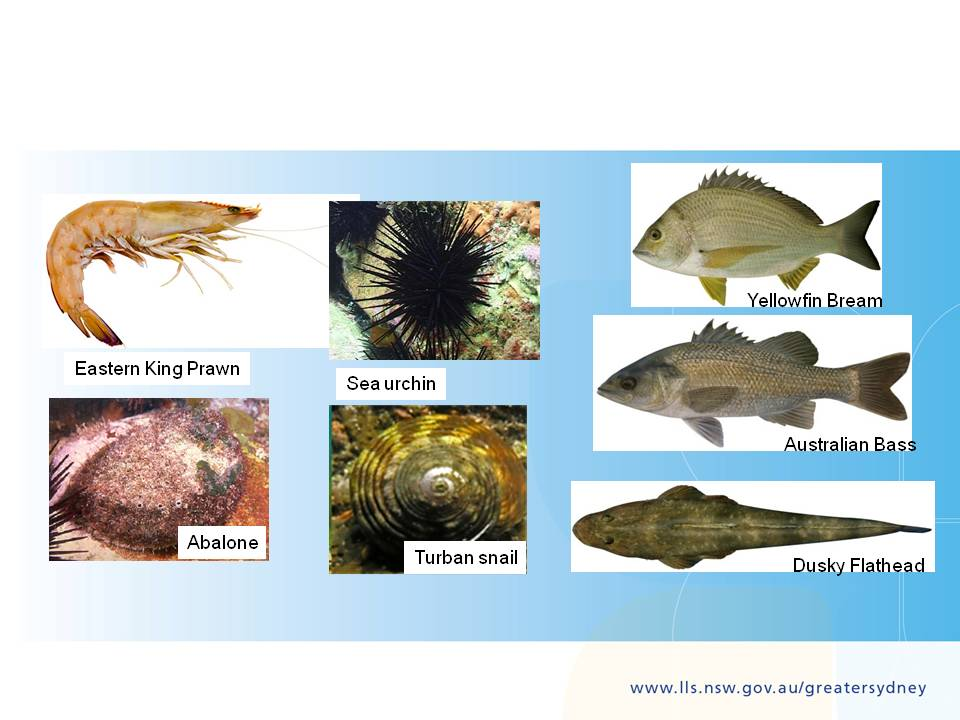 Eastern King Prawn
Sea urchin
Yellowfin Bream
Australian Bass
Abalone
Turban snail
Dusky Flathead
www.lls.nsw.gov.au/greatersydney